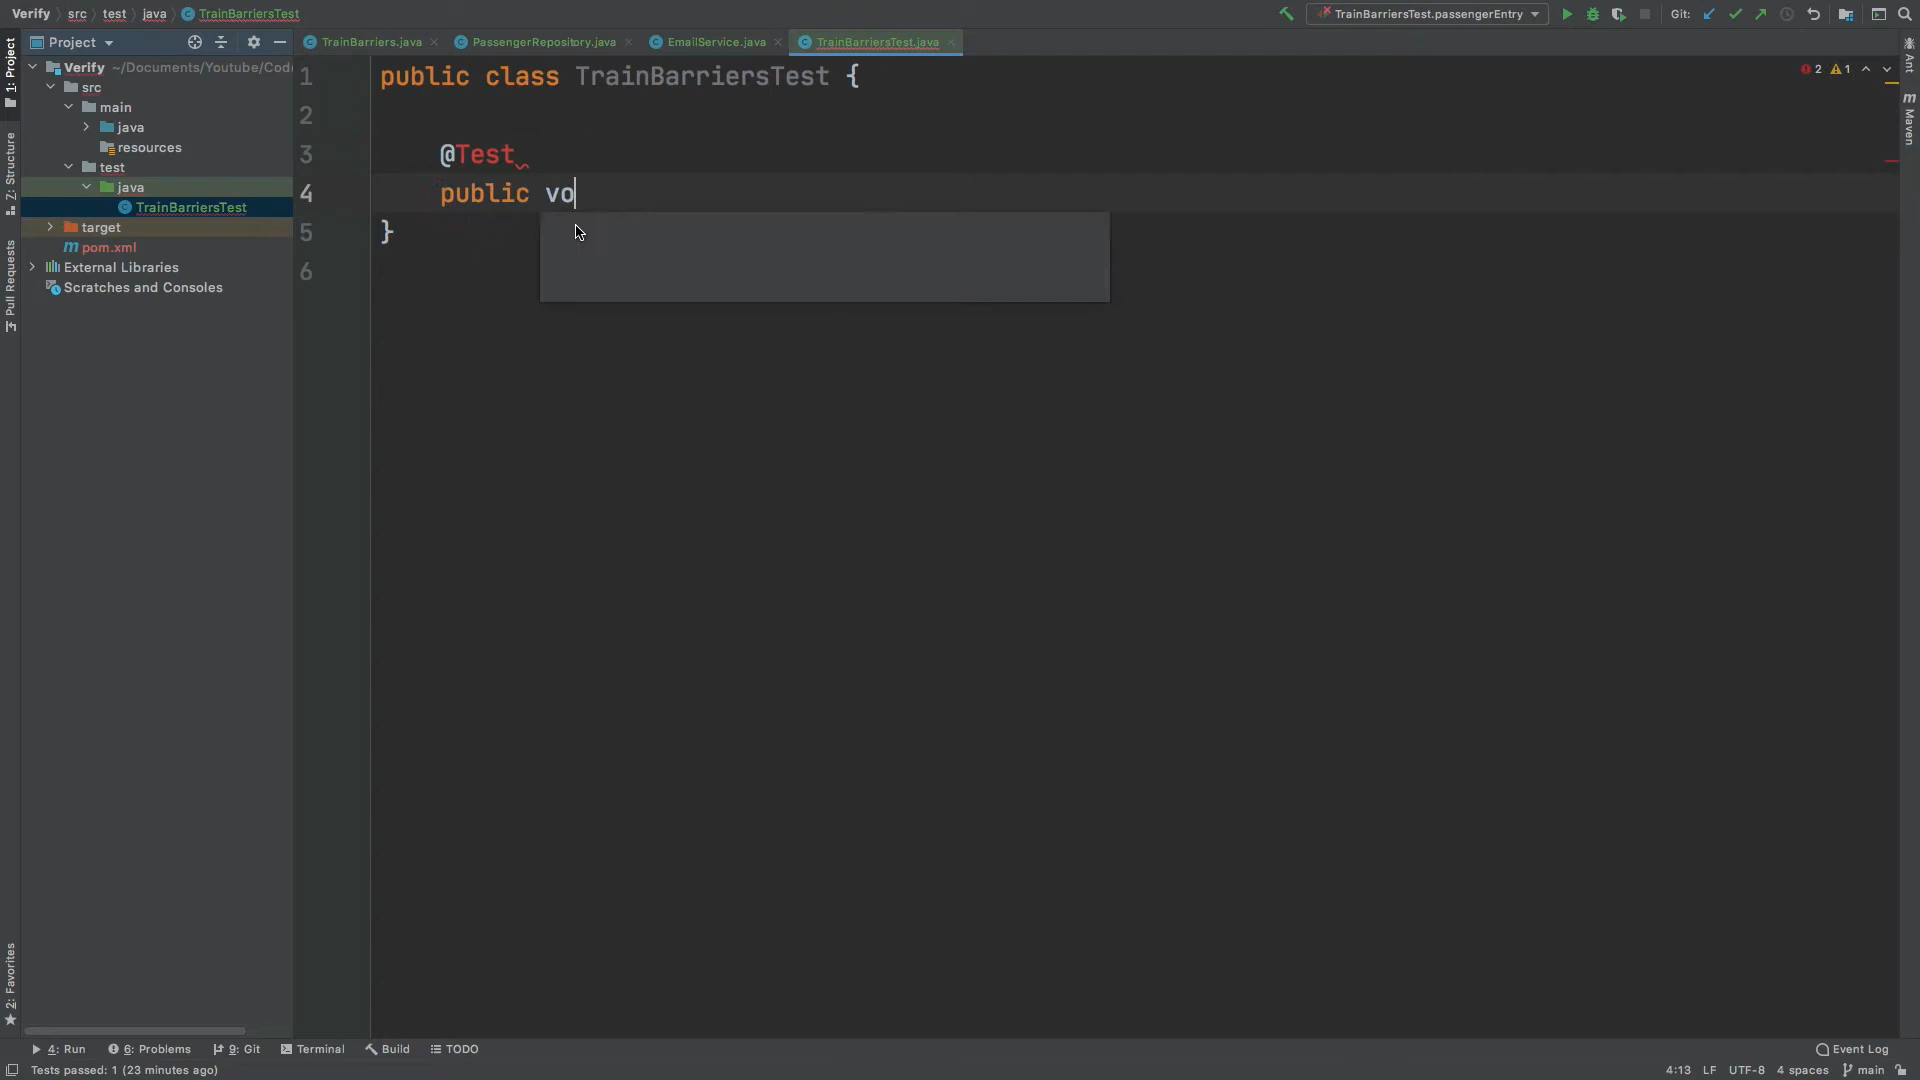 Verify src test java TrainBarriersTest
TrainBarriersTest.passengerEntry
Git:
Project
TrainBarriers.java
PassengerRepository.java
EmailService.java
TrainBarriersTest.java
Verify ~/Documents/Youtube/Cod
src
main
java
resources
test
java
TrainBarriersTest
target
pom.xml
External Libraries
Scratches and Consoles
1: Project
Z: Structure
Pull Requests
2: Favorites
1 public class TrainBarriersTest {
2
3 @Test
4 public vo
5 }
6
2 1
Ant
Maven
4: Run
6: Problems
9: Git
Terminal
Build
TODO
Event Log
Tests passed: 1 (23 minutes ago)
4:13 LF UTF-8 4 spaces main